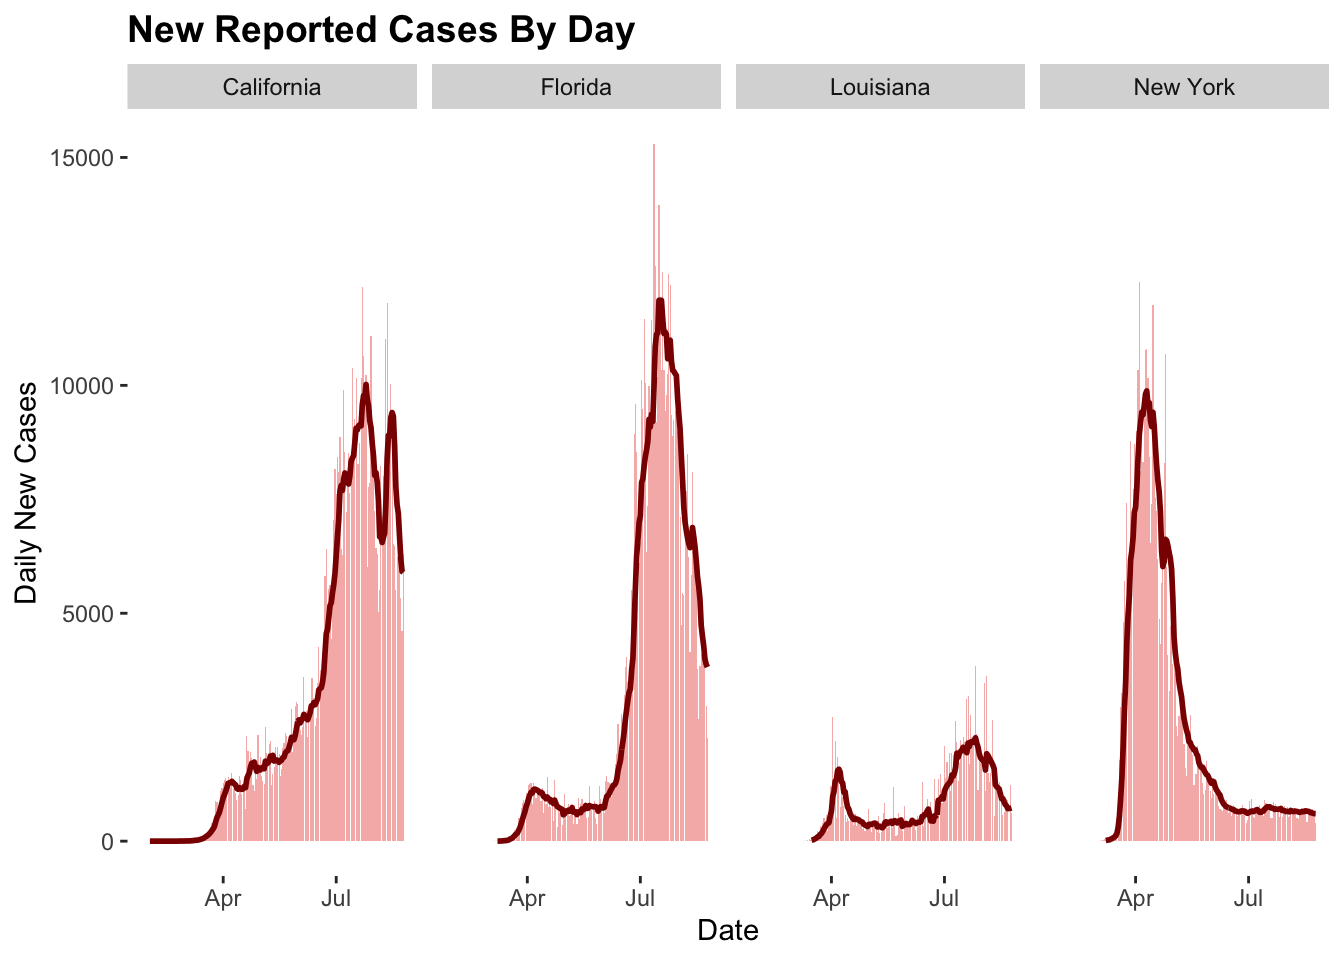 New Reported Cases By Day
California Florida Louisiana New York
15000
10000
5000
0
Daily New Cases
Apr Jul Apr Jul Apr Jul Apr Jul
Date